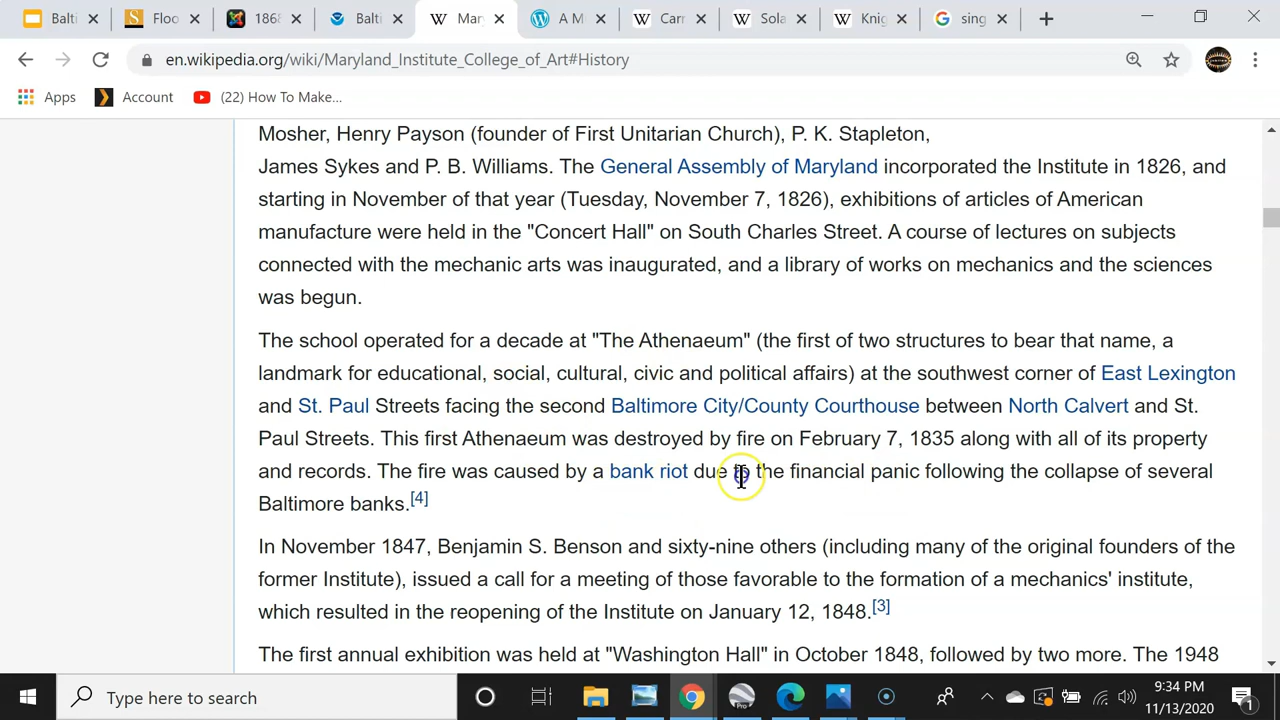 Balti
Floo
1868
Balti
Mar
A M
Carr
Sola
Knig
sing
en.wikipedia.org/wiki/Maryland_Institute_College_of_Art#History
Apps
Account
(22) How To Make...
Mosher, Henry Payson (founder of First Unitarian Church), P. K. Stapleton,
James Sykes and P. B. Williams. The General Assembly of Maryland incorporated the Institute in 1826, and
starting in November of that year (Tuesday, November 7, 1826), exhibitions of articles of American
manufacture were held in the "Concert Hall" on South Charles Street. A course of lectures on subjects
connected with the mechanic arts was inaugurated, and a library of works on mechanics and the sciences
was begun.
The school operated for a decade at "The Athenaeum" (the first of two structures to bear that name, a
landmark for educational, social, cultural, civic and political affairs) at the southwest corner of East Lexington
and St. Paul Streets facing the second Baltimore City/County Courthouse between North Calvert and St.
Paul Streets. This first Athenaeum was destroyed by fire on February 7, 1835 along with all of its property
and records. The fire was caused by a bank riot due to the financial panic following the collapse of several
Baltimore banks.[4]
In November 1847, Benjamin S. Benson and sixty-nine others (including many of the original founders of the
former Institute), issued a call for a meeting of those favorable to the formation of a mechanics' institute,
which resulted in the reopening of the Institute on January 12, 1848.[3]
The first annual exhibition was held at "Washington Hall" in October 1848, followed by two more. The 1948
Type here to search
Pro
9:34 PM
11/13/2020
1